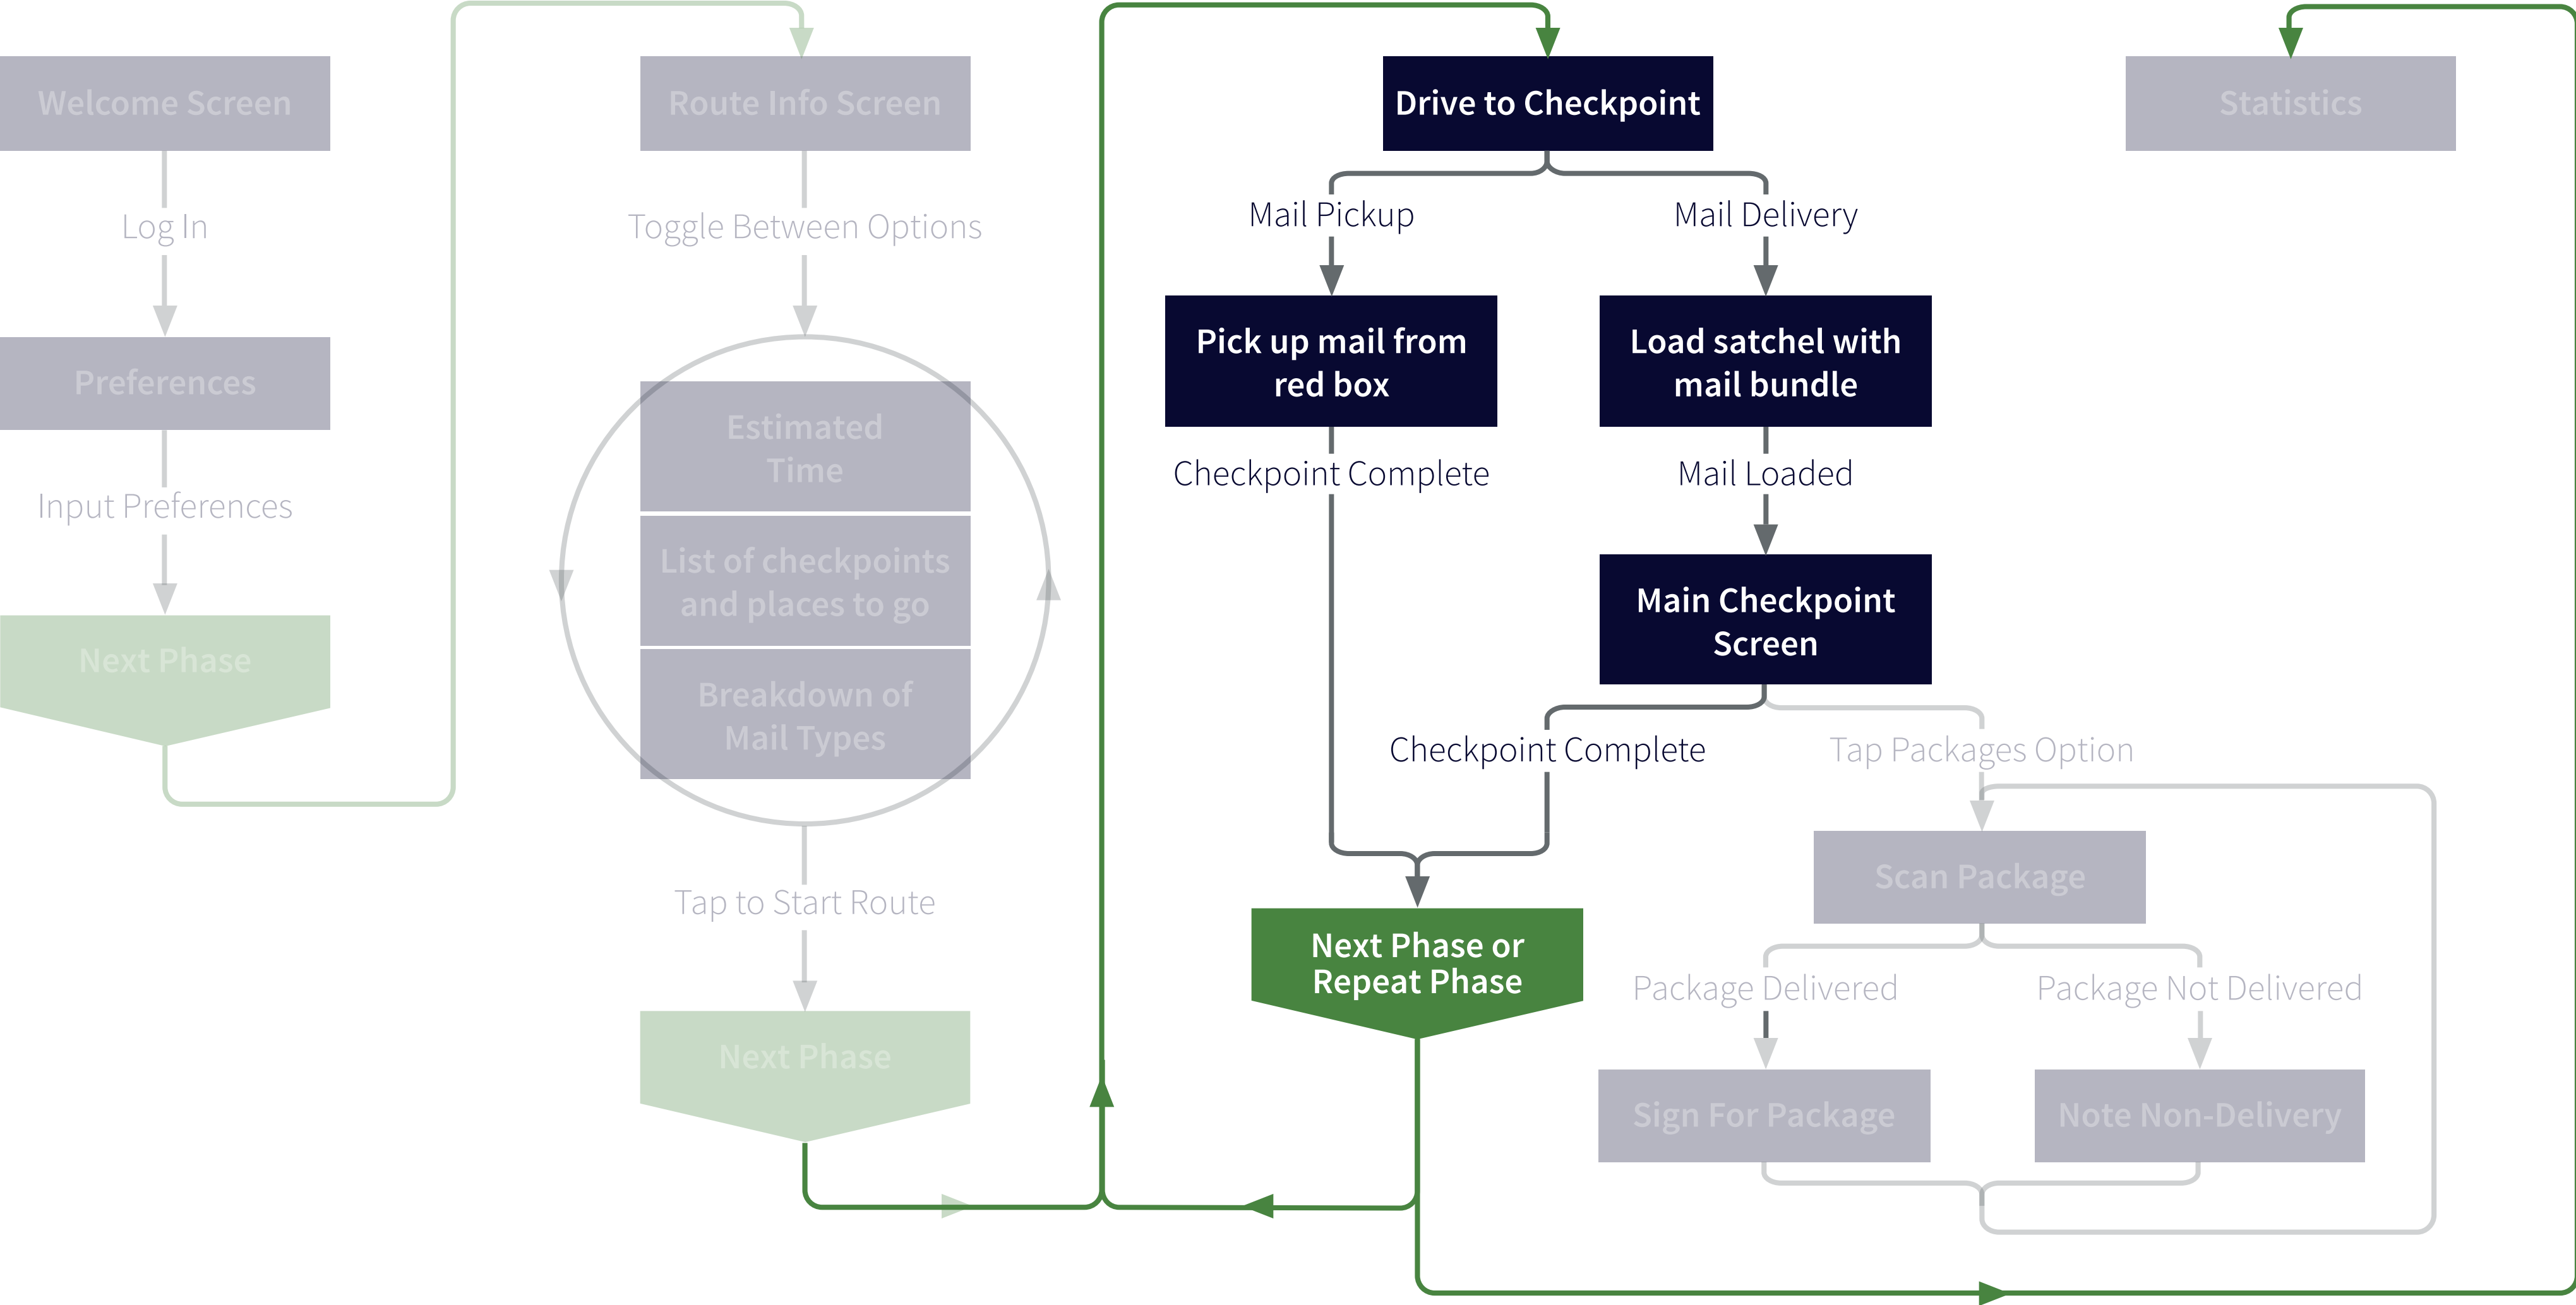 Welcome Screen
Log In
Preferences
Input Preferences
Next Phase
Route Info Screen
Toggle Between Options
Estimated
Time
List of checkpoints
and places to go
Breakdown of
Mail Types
Tap to Start Route
Next Phase
Drive to Checkpoint
Mail Pickup
Mail Delivery
Pick up mail from
red box
Load satchel with
mail bundle
Checkpoint Complete
Mail Loaded
Main Checkpoint
Screen
Checkpoint Complete
Tap Packages Option
Scan Package
Next Phase or
Repeat Phase
Package Delivered
Package Not Delivered
Sign For Package
Note Non-Delivery
Statistics